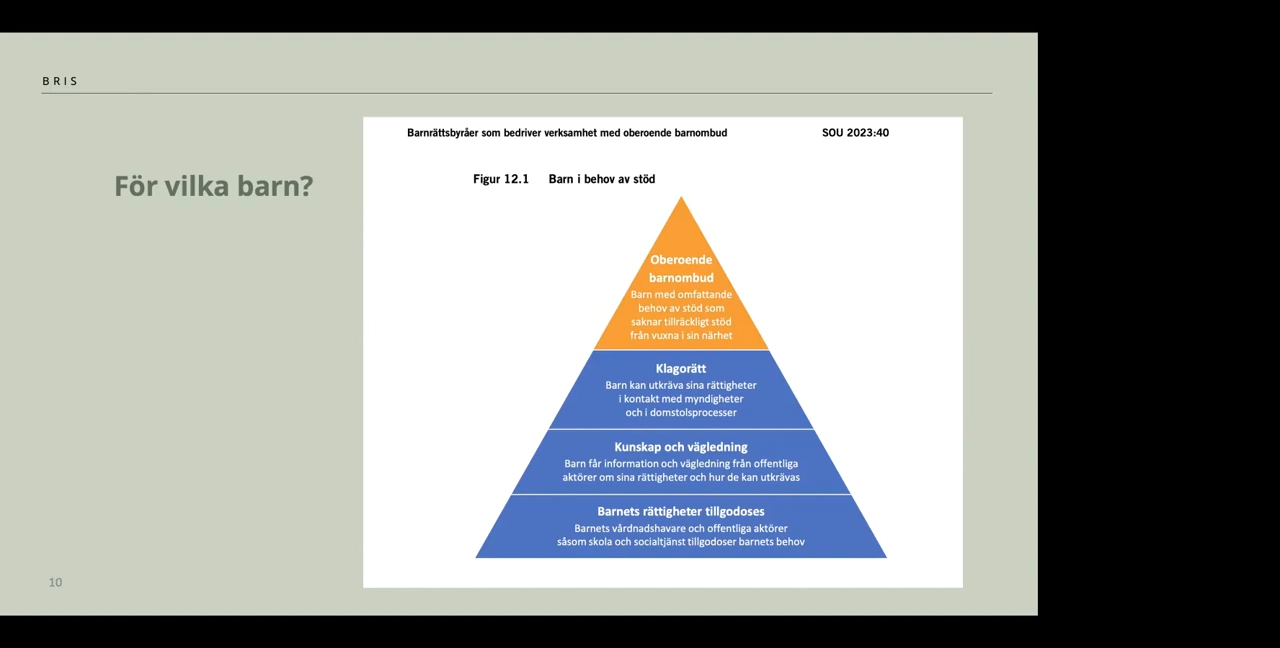 BRIS
För vilka barn?
Barnrättsbyråer som bedriver verksamhet med oberoende barnombud SOU 2023:40
Figur 12.1 Barn i behov av stöd
Oberoende
barnombud
Barn med omfattande
behov av stöd som
saknar tillräckligt stöd
från vuxna i sin närhet
Klagorätt
Barn kan utkräva sina rättigheter
i kontakt med myndigheter
och i domstolsprocesser
Kunskap och vägledning
Barn får information och vägledning från offentliga
aktörer om sina rättigheter och hur de kan utkrävas
Barnets rättigheter tillgodoses
Barnets vårdnadshavare och offentliga aktörer
såsom skola och socialtjänst tillgodoser barnets behov
10